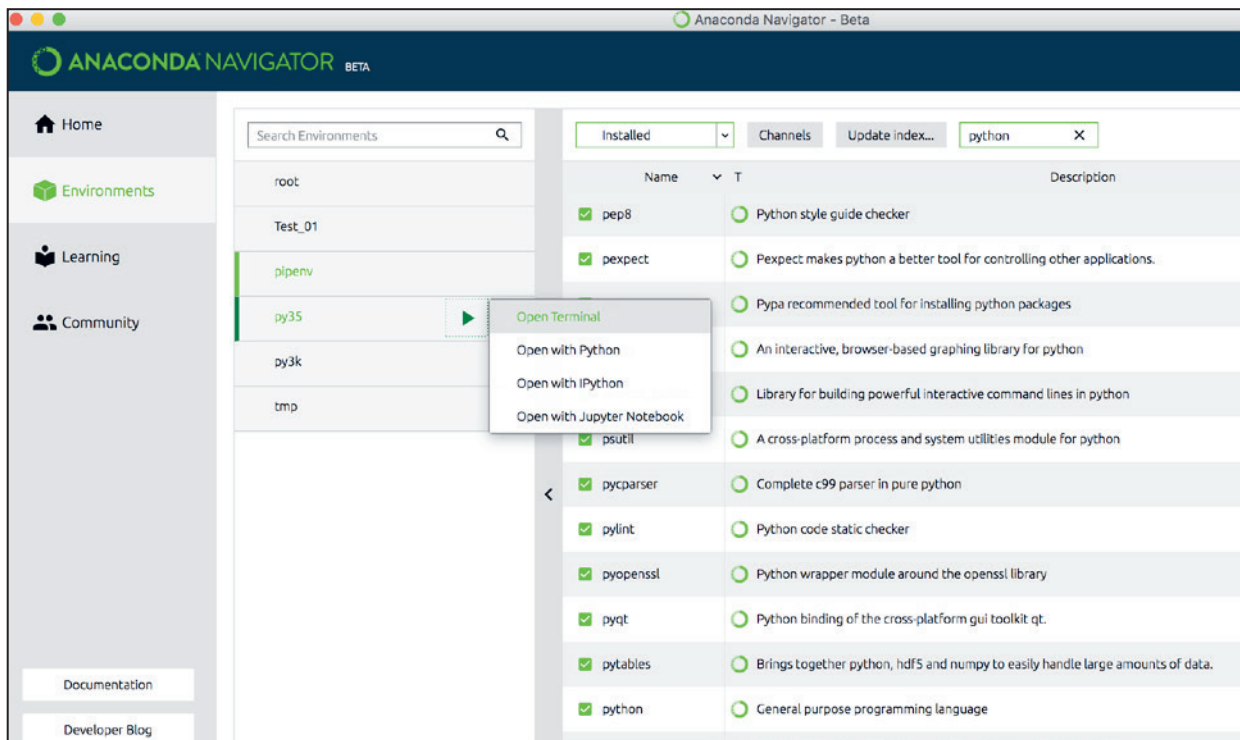 Anaconda Navigator - Beta
ANACONDA NAVIGATOR BETA
Home
Environments
Learning
Community
Documentation
Developer Blog
Search Environments
root
Test_01
pipenv
py35
py3k
tmp
Open Terminal
Open with Python
Open with IPython
Open with Jupyter Notebook
Installed Channels Update index... python X
Name T Description
pep8 Python style guide checker
pexpect Pexpect makes python a better tool for controlling other applications.
Pypa recommended tool for installing python packages
An interactive, browser-based graphing library for python
Library for building powerful interactive command lines in python
psutil A cross-platform process and system utilities module for python
pycparser Complete c99 parser in pure python
pylint Python code static checker
pyopenssl Python wrapper module around the openssl library
pyqt Python binding of the cross-platform gui toolkit qt.
pytables Brings together python, hdf5 and numpy to easily handle large amounts of data.
python General purpose programming language